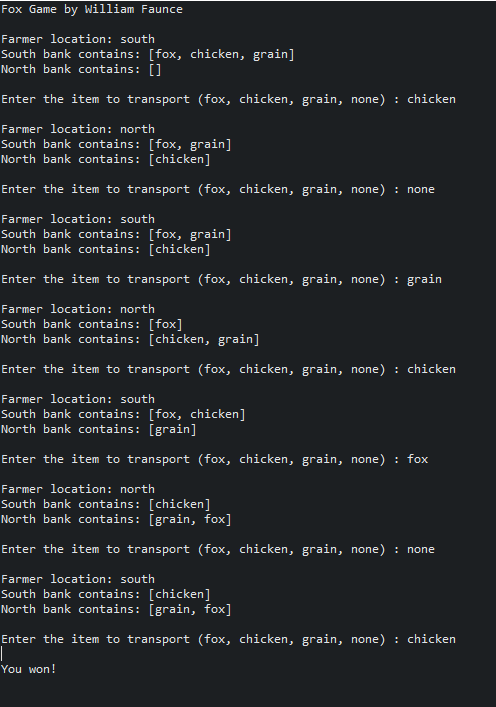 Fox Game by William Faunce
Farmer location: south
South bank contains: [fox, chicken, grain]
North bank contains: []
Enter the item to transport (fox, chicken, grain, none) : chicken
Farmer location: north
South bank contains: [fox, grain]
North bank contains: [chicken]
Enter the item to transport (fox, chicken, grain, none) : none
Farmer location: south
South bank contains: [fox, grain]
North bank contains: [chicken]
Enter the item to transport (fox, chicken, grain, none) : grain
Farmer location: north
South bank contains: [fox]
North bank contains: [chicken, grain]
Enter the item to transport (fox, chicken, grain, none) : chicken
Farmer location: south
South bank contains: [fox, chicken]
North bank contains: [grain]
Enter the item to transport (fox, chicken, grain, none) : fox
Farmer location: north
South bank contains: [chicken]
North bank contains: [grain, fox]
Enter the item to transport (fox, chicken, grain, none) : none
Farmer location: south
South bank contains: [chicken]
North bank contains: [grain, fox]
Enter the item to transport (fox, chicken, grain, none) : chicken
You won!